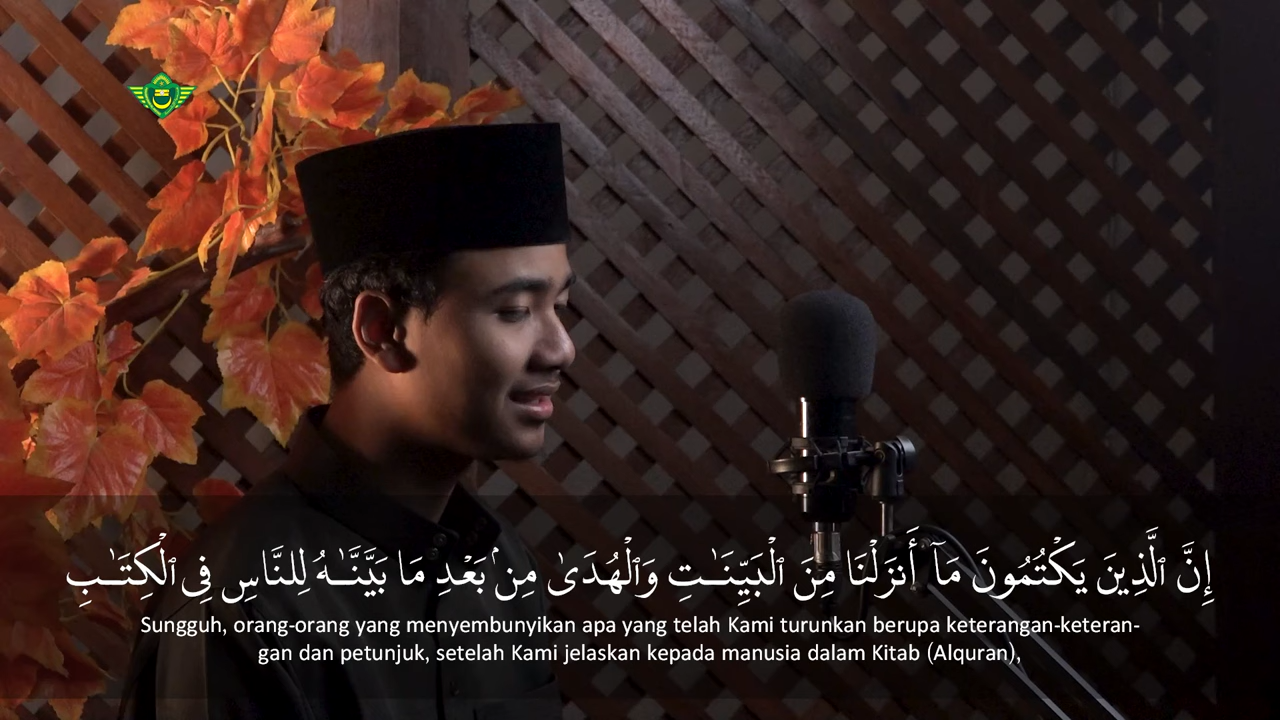 إِنَّ ٱلَّذِينَ يَكْتُمُونَ مَآ أَنزَلْنَا مِنَ ٱلْبَيِّنَـٰتِ وَٱلْهُدَىٰ مِنۢ بَعْدِ مَا بَيَّنَّـٰهُ لِلنَّاسِ فِى ٱلْكِتَـٰبِ
Sungguh, orang-orang yang menyembunyikan apa yang telah Kami turunkan berupa keterangan-keteran-
gan dan petunjuk, setelah Kami jelaskan kepada manusia dalam Kitab (Alquran),